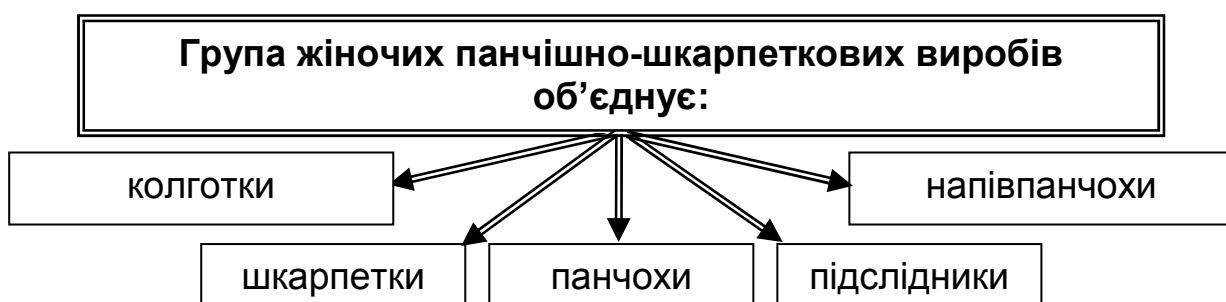 Група жіночих панчішно-шкарпеткових виробів
об’єднує:
колготки
напівпанчохи
шкарпетки
панчохи
підслідники